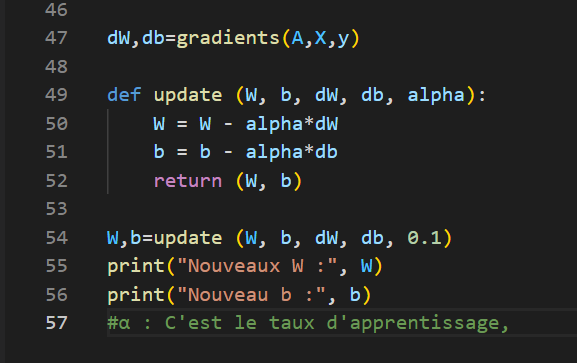 46
47 dW,db=gradients(A,X,y)
48
49 def update (W, b, dW, db, alpha):
50 W = W - alpha*dW
51 b = b - alpha*db
52 return (W, b)
53
54 W,b=update (W, b, dW, db, 0.1)
55 print("Nouveaux W :", W)
56 print("Nouveau b :", b)
57 #α : C'est le taux d'apprentissage,